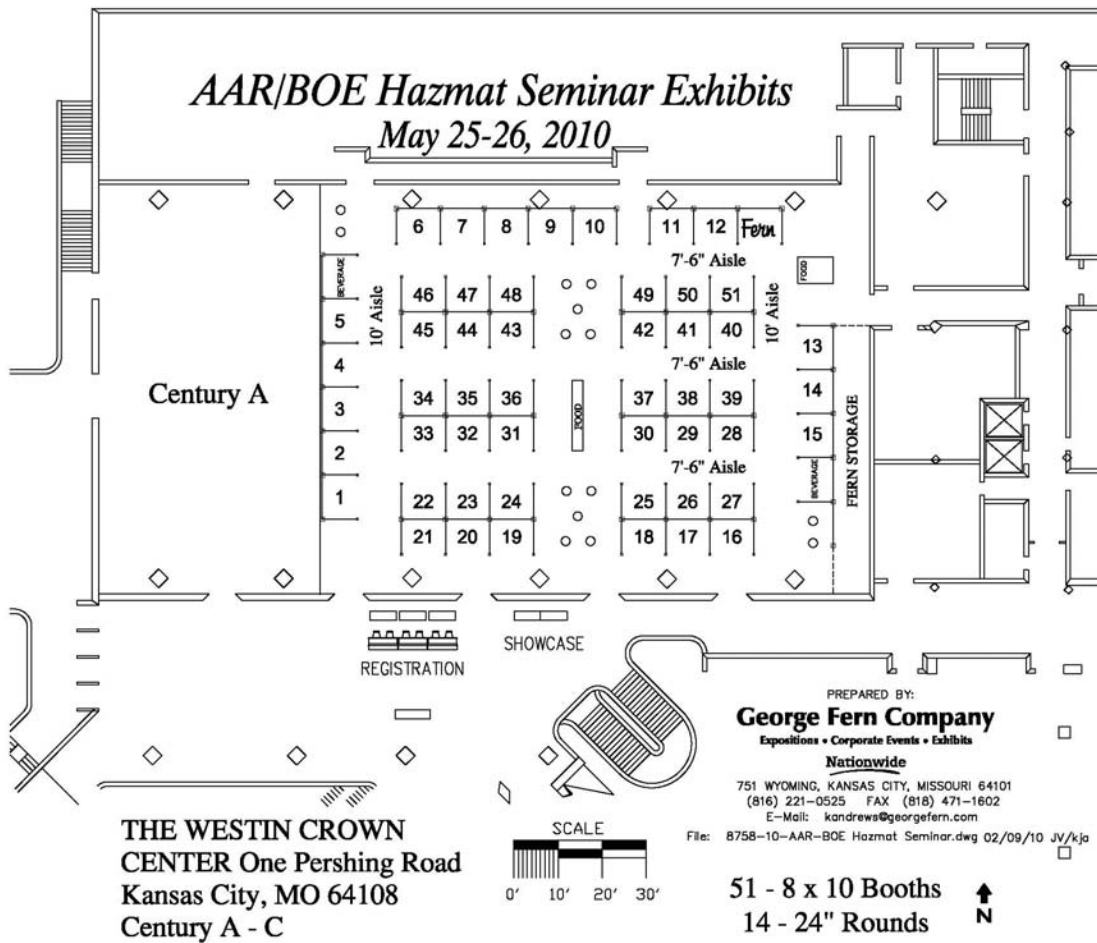 AAR/BOE Hazmat Seminar Exhibits
May 25-26, 2010
6 7 8 9 10 11 12 Fern
7'-6" Aisle
BEVERAGE
FOOD
10' Aisle
10' Aisle
46 47 48 49 50 51
5
45 44 43 42 41 40
13
7'-6" Aisle
4
Century A
34 35 36 37 38 39
14
3
FOOD
33 32 31 30 29 28
15
2
7'-6" Aisle
BEVERAGE
FERN STORAGE
1
22 23 24 25 26 27
21 20 19 18 17 16
REGISTRATION
SHOWCASE
PREPARED BY:
George Fern Company
Expositions • Corporate Events • Exhibits
Nationwide
751 WYOMING, KANSAS CITY, MISSOURI 64101
(816) 221-0525 FAX (818) 471-1602
E-Mail: kandrews@georgefern.com
File: 8758-10-AAR-BOE Hazmat Seminar.dwg 02/09/10 JV/kja
THE WESTIN CROWN
CENTER One Pershing Road
Kansas City, MO 64108
Century A - C
SCALE
0' 10' 20' 30'
51 - 8 x 10 Booths
14 - 24" Rounds
N